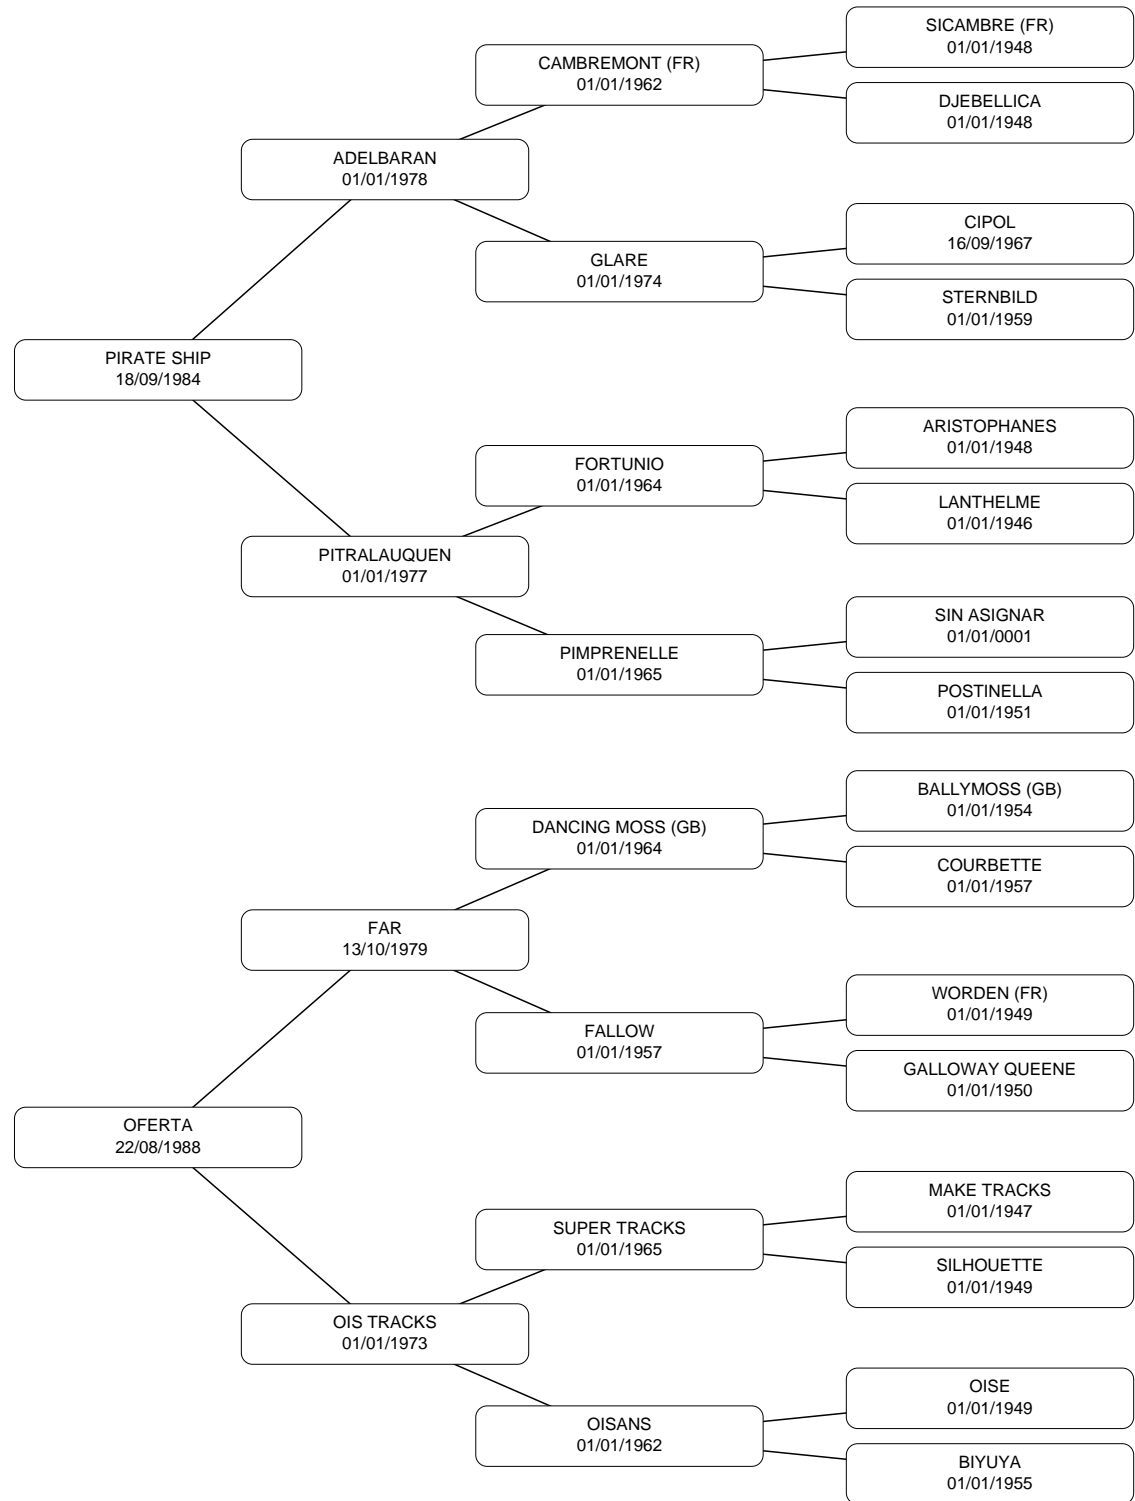 SICAMBRE (FR)
01/01/1948
CAMBREMONT (FR)
01/01/1962
DJEBELLICA
01/01/1948
ADELBARAN
01/01/1978
CIPOL
16/09/1967
GLARE
01/01/1974
STERNBILD
01/01/1959
PIRATE SHIP
18/09/1984
ARISTOPHANES
01/01/1948
FORTUNIO
01/01/1964
LANTHELME
01/01/1946
PITRALAUQUEN
01/01/1977
SIN ASIGNAR
01/01/0001
PIMPRENELLE
01/01/1965
POSTINELLA
01/01/1951
BALLYMOSS (GB)
01/01/1954
DANCING MOSS (GB)
01/01/1964
COURBETTE
01/01/1957
FAR
13/10/1979
WORDEN (FR)
01/01/1949
FALLOW
01/01/1957
GALLOWAY QUEENE
01/01/1950
OFERTA
22/08/1988
MAKE TRACKS
01/01/1947
SUPER TRACKS
01/01/1965
SILHOUETTE
01/01/1949
OIS TRACKS
01/01/1973
OISE
01/01/1949
OISANS
01/01/1962
BIYUYA
01/01/1955